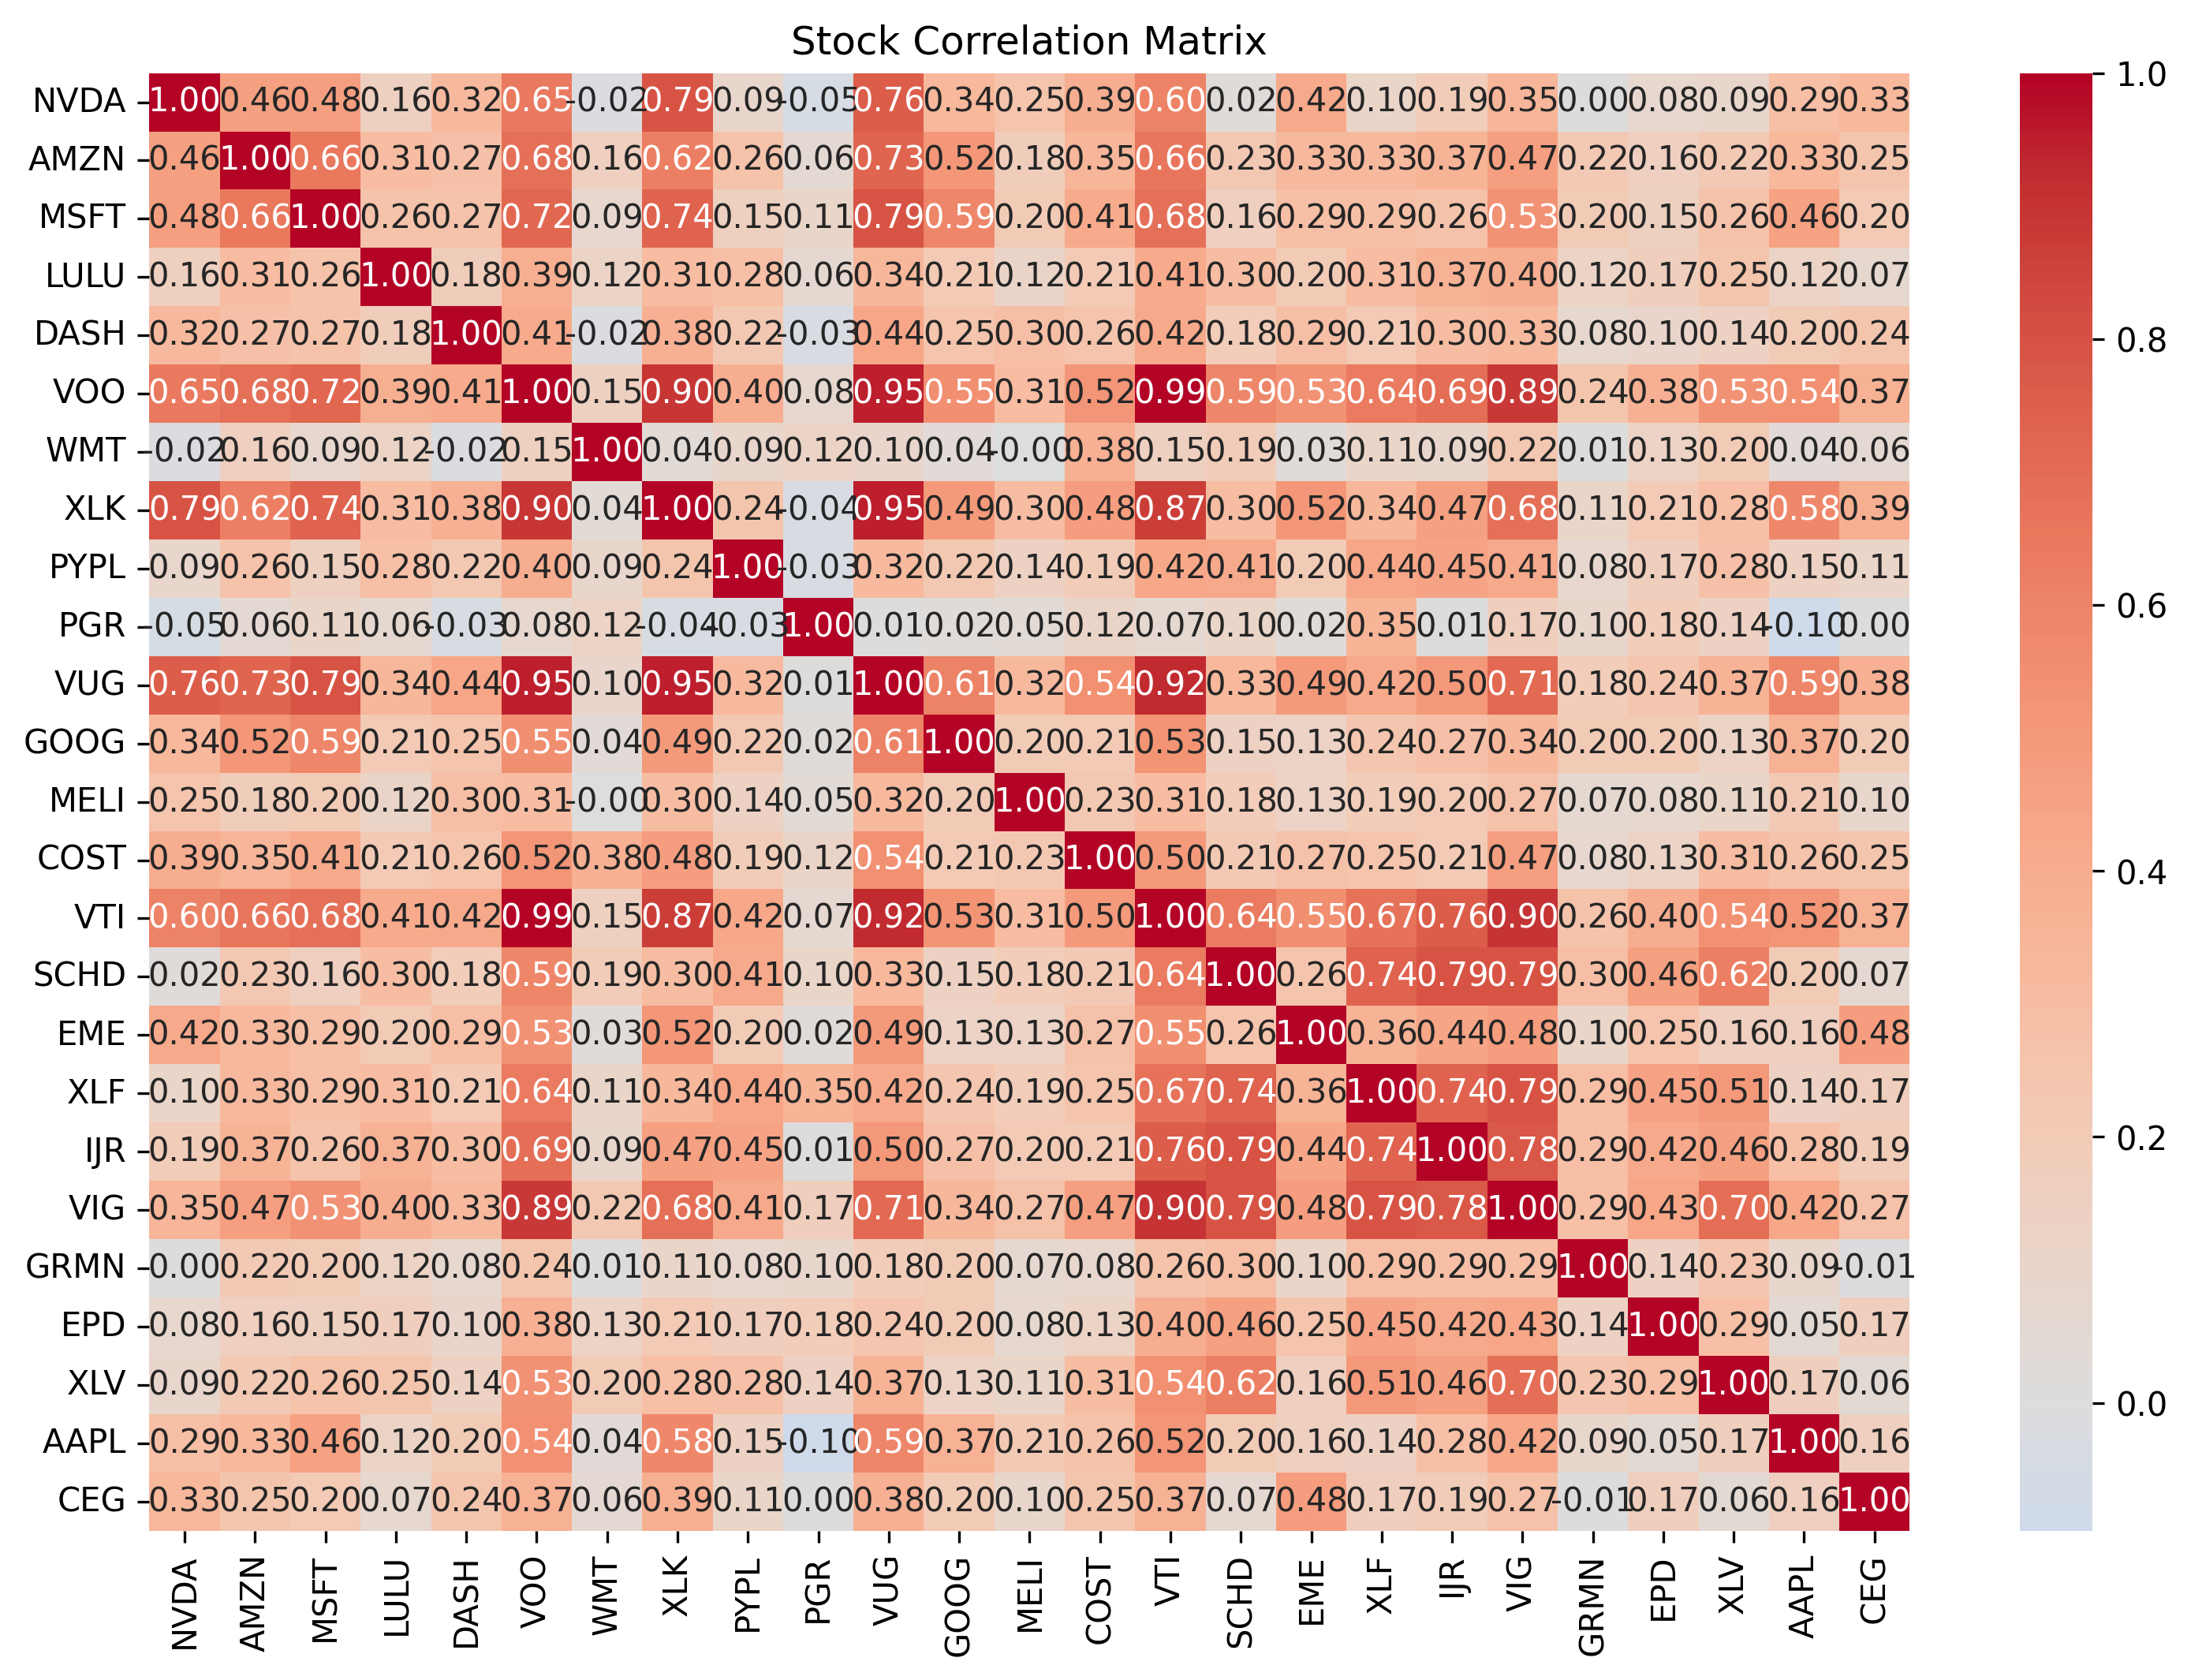 Stock Correlation Matrix
NVDA 1.00 0.46 0.48 0.16 0.32 0.65 -0.02 0.79 0.09 -0.05 0.76 0.34 0.25 0.39 0.60 0.02 0.42 0.10 0.19 0.35 0.00 0.08 0.09 0.29 0.33
AMZN 0.46 1.00 0.66 0.31 0.27 0.68 0.16 0.62 0.26 0.06 0.73 0.52 0.18 0.35 0.66 0.23 0.33 0.33 0.37 0.47 0.22 0.16 0.22 0.33 0.25
MSFT 0.48 0.66 1.00 0.26 0.27 0.72 0.09 0.74 0.15 0.11 0.79 0.59 0.20 0.41 0.68 0.16 0.29 0.29 0.26 0.53 0.20 0.15 0.26 0.46 0.20
LULU 0.16 0.31 0.26 1.00 0.18 0.39 0.12 0.31 0.28 0.06 0.34 0.21 0.12 0.21 0.41 0.30 0.20 0.31 0.37 0.40 0.12 0.17 0.25 0.12 0.07
DASH 0.32 0.27 0.27 0.18 1.00 0.41 -0.02 0.38 0.22 -0.03 0.44 0.25 0.30 0.26 0.42 0.18 0.29 0.21 0.30 0.33 0.08 0.10 0.14 0.20 0.24
VOO 0.65 0.68 0.72 0.39 0.41 1.00 0.15 0.90 0.40 0.08 0.95 0.55 0.31 0.52 0.99 0.59 0.53 0.64 0.69 0.89 0.24 0.38 0.53 0.54 0.37
WMT -0.02 0.16 0.09 0.12 -0.02 0.15 1.00 0.04 0.09 0.12 0.10 0.04 -0.00 0.38 0.15 0.19 0.03 0.11 0.09 0.22 0.01 0.13 0.20 0.04 0.06
XLK 0.79 0.62 0.74 0.31 0.38 0.90 0.04 1.00 0.24 -0.04 0.95 0.49 0.30 0.48 0.87 0.30 0.52 0.34 0.47 0.68 0.11 0.21 0.28 0.58 0.39
PYPL 0.09 0.26 0.15 0.28 0.22 0.40 0.09 0.24 1.00 -0.03 0.32 0.22 0.14 0.19 0.42 0.41 0.20 0.44 0.45 0.41 0.08 0.17 0.28 0.15 0.11
PGR -0.05 0.06 0.11 0.06 -0.03 0.08 0.12 -0.04 -0.03 1.00 0.01 0.02 0.05 0.12 0.07 0.10 0.02 0.35 0.01 0.17 0.10 0.18 0.14 -0.10 0.00
VUG 0.76 0.73 0.79 0.34 0.44 0.95 0.10 0.95 0.32 0.01 1.00 0.61 0.32 0.54 0.92 0.33 0.49 0.42 0.50 0.71 0.18 0.24 0.37 0.59 0.38
GOOG 0.34 0.52 0.59 0.21 0.25 0.55 0.04 0.49 0.22 0.02 0.61 1.00 0.20 0.21 0.53 0.15 0.13 0.24 0.27 0.34 0.20 0.20 0.13 0.37 0.20
MELI 0.25 0.18 0.20 0.12 0.30 0.31 -0.00 0.30 0.14 0.05 0.32 0.20 1.00 0.23 0.31 0.18 0.13 0.19 0.20 0.27 0.07 0.08 0.11 0.21 0.10
COST 0.39 0.35 0.41 0.21 0.26 0.52 0.38 0.48 0.19 0.12 0.54 0.21 0.23 1.00 0.50 0.21 0.27 0.25 0.21 0.47 0.08 0.13 0.31 0.26 0.25
VTI 0.60 0.66 0.68 0.41 0.42 0.99 0.15 0.87 0.42 0.07 0.92 0.53 0.31 0.50 1.00 0.64 0.55 0.67 0.76 0.90 0.26 0.40 0.54 0.52 0.37
SCHD 0.02 0.23 0.16 0.30 0.18 0.59 0.19 0.30 0.41 0.10 0.33 0.15 0.18 0.21 0.64 1.00 0.26 0.74 0.79 0.79 0.30 0.46 0.62 0.20 0.07
EME 0.42 0.33 0.29 0.20 0.29 0.53 0.03 0.52 0.20 0.02 0.49 0.13 0.13 0.27 0.55 0.26 1.00 0.36 0.44 0.48 0.10 0.25 0.16 0.16 0.48
XLF 0.10 0.33 0.29 0.31 0.21 0.64 0.11 0.34 0.44 0.35 0.42 0.24 0.19 0.25 0.67 0.74 0.36 1.00 0.74 0.79 0.29 0.45 0.51 0.14 0.17
IJR 0.19 0.37 0.26 0.37 0.30 0.69 0.09 0.47 0.45 0.01 0.50 0.27 0.20 0.21 0.76 0.79 0.44 0.74 1.00 0.78 0.29 0.42 0.46 0.28 0.19
VIG 0.35 0.47 0.53 0.40 0.33 0.89 0.22 0.68 0.41 0.17 0.71 0.34 0.27 0.47 0.90 0.79 0.48 0.79 0.78 1.00 0.29 0.43 0.70 0.42 0.27
GRMN 0.00 0.22 0.20 0.12 0.08 0.24 0.01 0.11 0.08 0.10 0.18 0.20 0.07 0.08 0.26 0.30 0.10 0.29 0.29 0.29 1.00 0.14 0.23 0.09 -0.01
EPD 0.08 0.16 0.15 0.17 0.10 0.38 0.13 0.21 0.17 0.18 0.24 0.20 0.08 0.13 0.40 0.46 0.25 0.45 0.42 0.43 0.14 1.00 0.29 0.05 0.17
XLV 0.09 0.22 0.26 0.25 0.14 0.53 0.20 0.28 0.28 0.14 0.37 0.13 0.11 0.31 0.54 0.62 0.16 0.51 0.46 0.70 0.23 0.29 1.00 0.17 0.06
AAPL 0.29 0.33 0.46 0.12 0.20 0.54 0.04 0.58 0.15 -0.10 0.59 0.37 0.21 0.26 0.52 0.20 0.16 0.14 0.28 0.42 0.09 0.05 0.17 1.00 0.16
CEG 0.33 0.25 0.20 0.07 0.24 0.37 0.06 0.39 0.11 0.00 0.38 0.20 0.10 0.25 0.37 0.07 0.48 0.17 0.19 0.27 -0.01 0.17 0.06 0.16 1.00
NVDA AMZN MSFT LULU DASH VOO WMT XLK PYPL PGR VUG GOOG MELI COST VTI SCHD EME XLF IJR VIG GRMN EPD XLV AAPL CEG
1.0
0.8
0.6
0.4
0.2
0.0